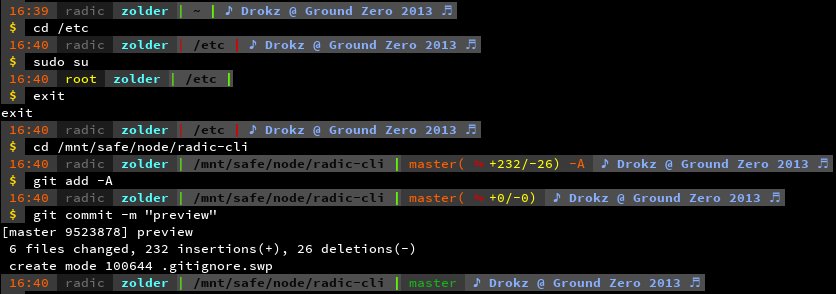 16:39 radic zolder | ~ | ♪ Drokz @ Ground Zero 2013 ♬
$ cd /etc
16:40 radic zolder | /etc | ♪ Drokz @ Ground Zero 2013 ♬
$ sudo su
16:40 root zolder | /etc |
$ exit
exit
16:40 radic zolder | /etc | ♪ Drokz @ Ground Zero 2013 ♬
$ cd /mnt/safe/node/radic-cli
16:40 radic zolder | /mnt/safe/node/radic-cli | master( +232/-26) -A ♪ Drokz @ Ground Zero 2013 ♬
$ git add -A
16:40 radic zolder | /mnt/safe/node/radic-cli | master( +0/-0) ♪ Drokz @ Ground Zero 2013 ♬
$ git commit -m "preview"
[master 9523878] preview
6 files changed, 232 insertions(+), 26 deletions(-)
create mode 100644 .gitignore.swp
16:40 radic zolder | /mnt/safe/node/radic-cli | master ♪ Drokz @ Ground Zero 2013 ♬